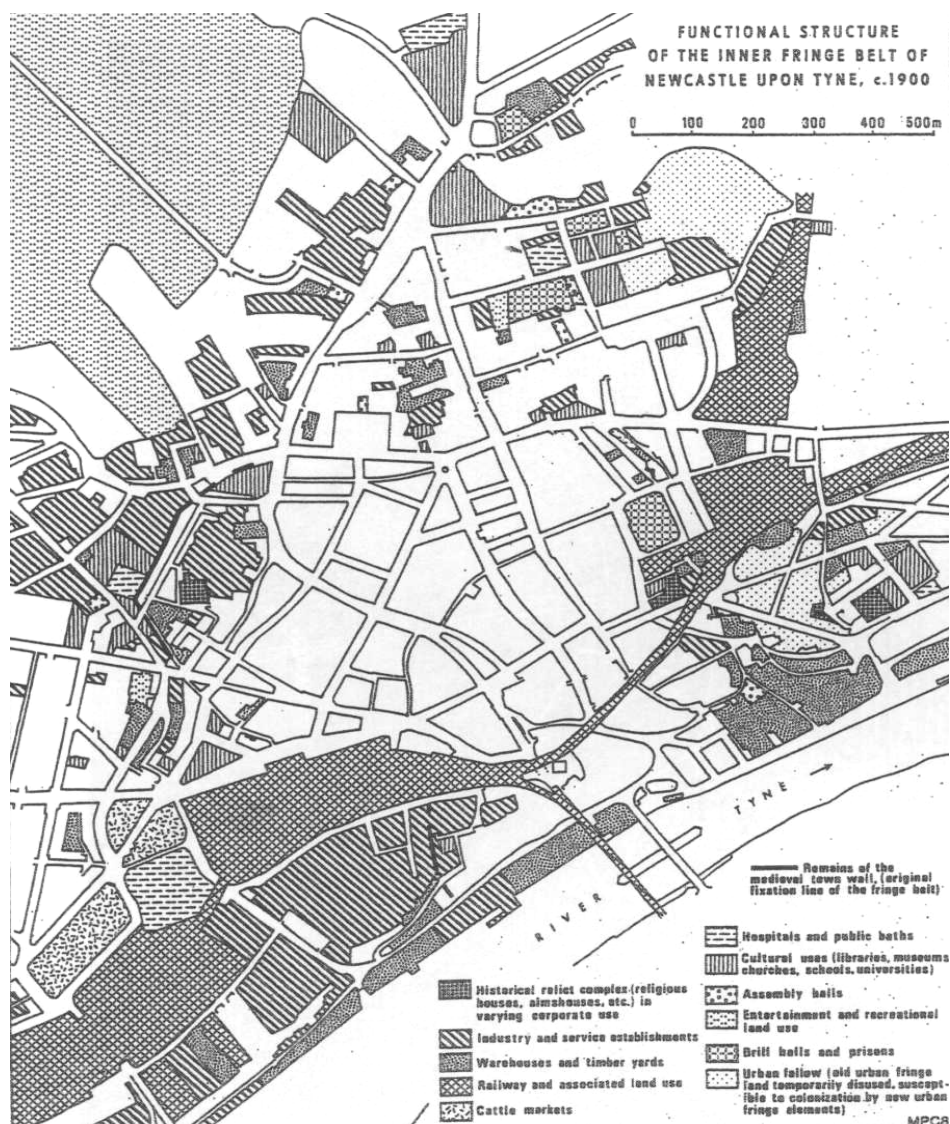 FUNCTIONAL STRUCTURE
OF THE INNER FRINGE BELT OF
NEWCASTLE UPON TYNE, c.1900
0 100 200 300 400 500m
RIVER TYNE
Remains of the
medieval town wall, (original
fixation line of the fringe belt)
Historical relict complex (religious
houses, almshouses, etc.) in
varying corporate use
Industry and service establishments
Warehouses and timber yards
Railway and associated land use
Cattle markets
Hospitals and public baths
Cultural uses (libraries, museums
churches, schools, universities)
Assembly halls
Entertainment and recreational
land use
Drill halls and prisons
Urban fallow (old urban fringe
land temporarily disused, suscept-
ible to colonization by new urban
fringe elements)
MPC8